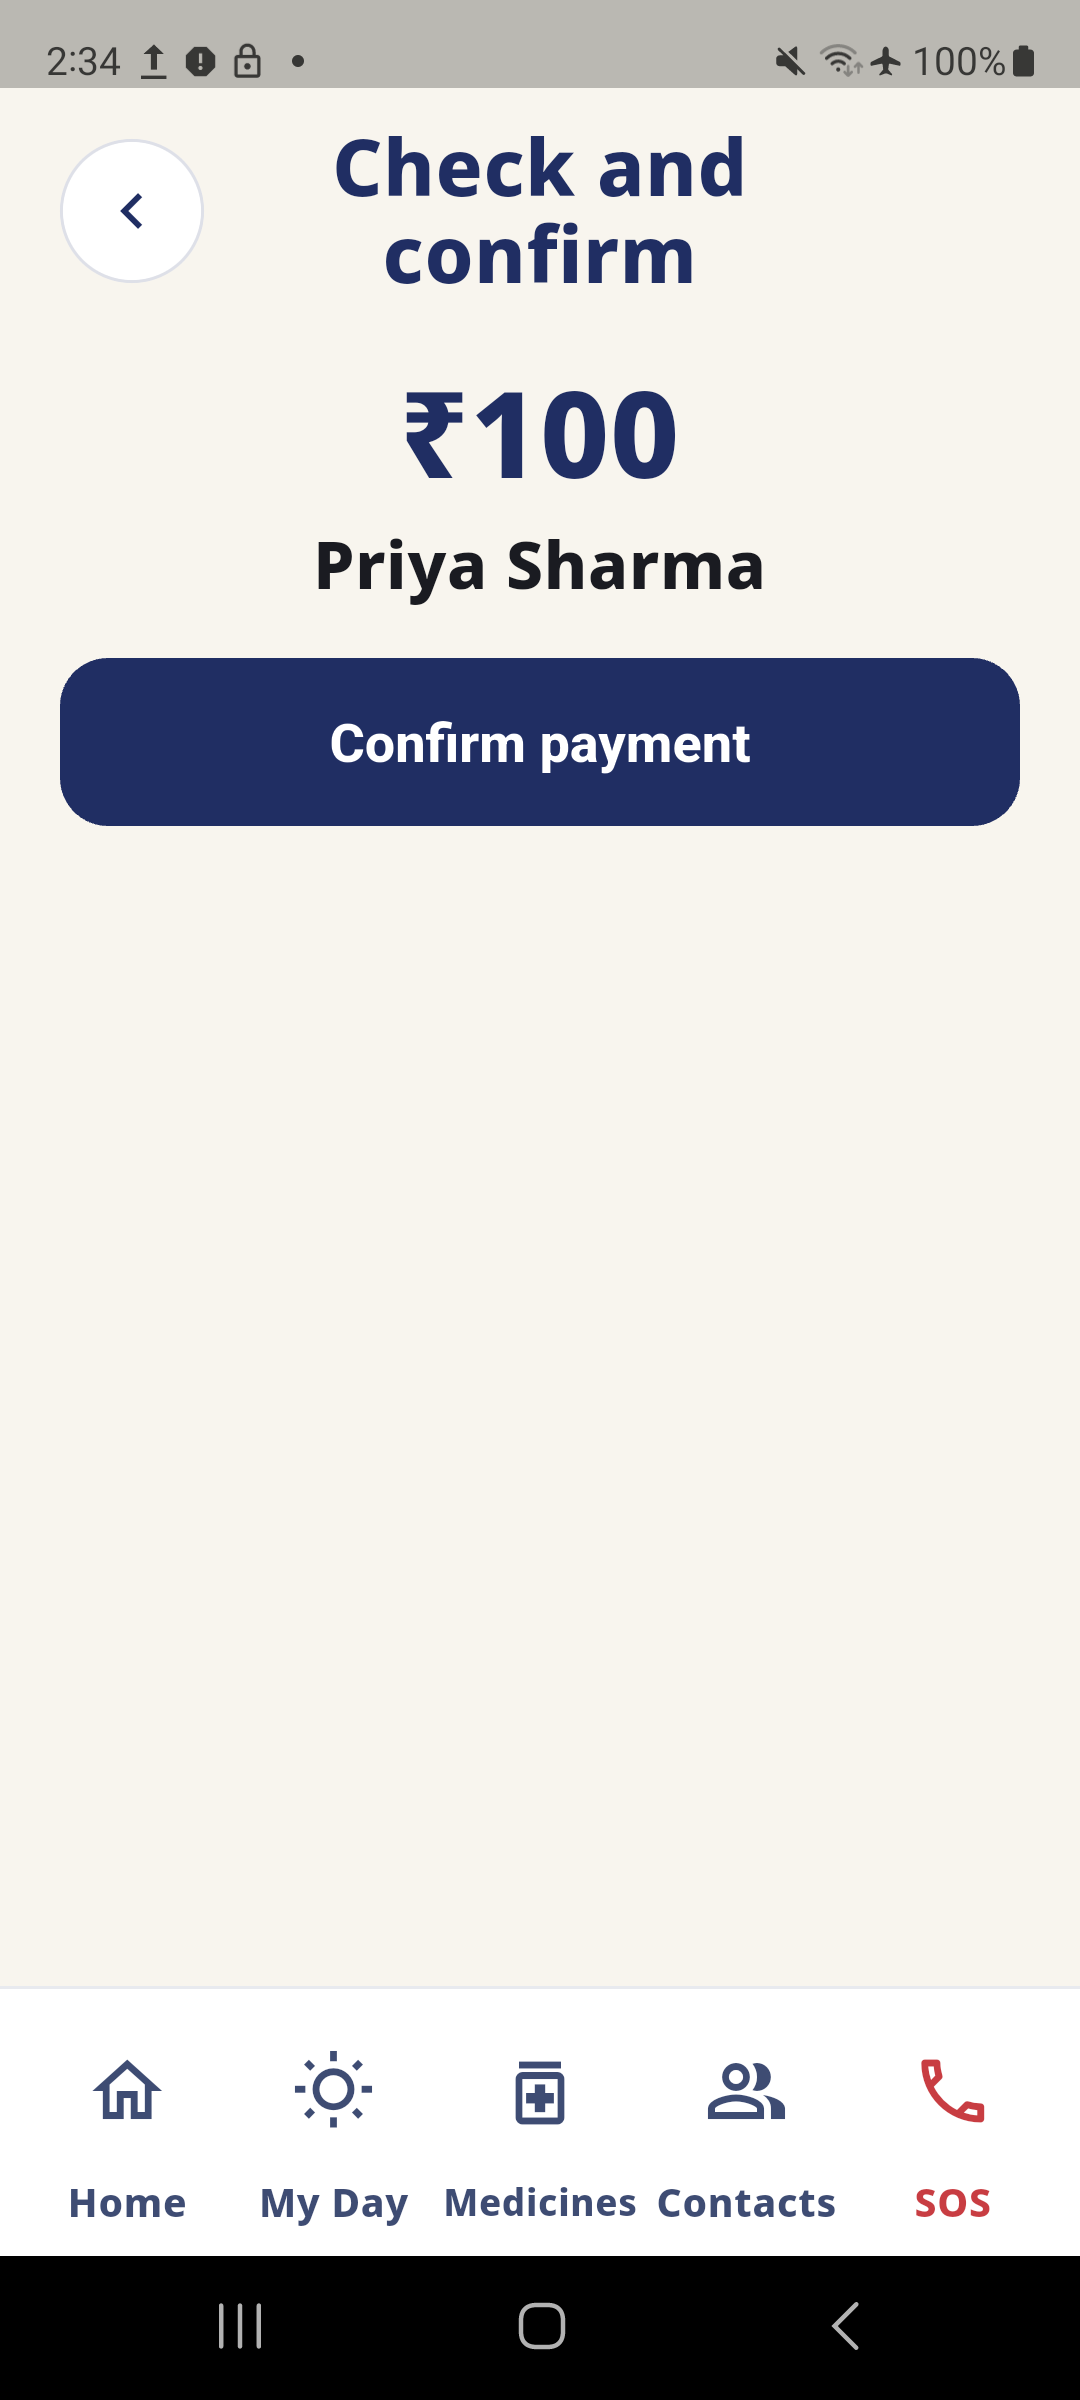 2:34
100%
Check and
confirm
₹100
Priya Sharma
Confirm payment
Home
My Day
Medicines
Contacts
SOS